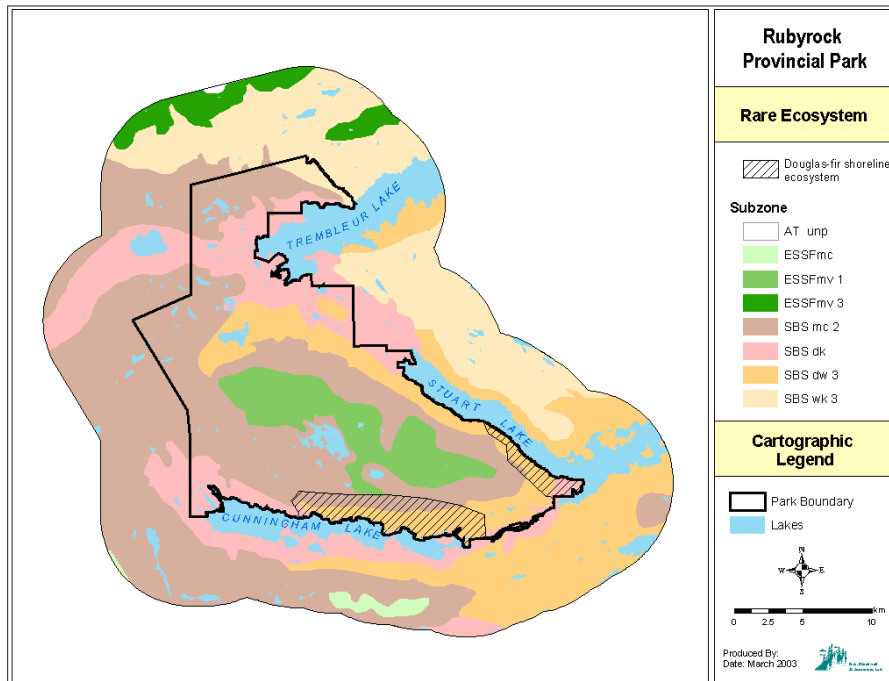 Rubyrock
Provincial Park
Rare Ecosystem
Douglas-fir shoreline
ecosystem
Subzone
AT unp
ESSFmc
ESSFmv 1
ESSFmv 3
SBS mc 2
SBS dk
SBS dw 3
SBS wk 3
Cartographic
Legend
Park Boundary
Lakes
N
W E
S
km
0 2.5 5 10
Produced By:
Date: March 2003
TREMBLEUR LAKE
STUART LAKE
CUNNINGHAM LAKE